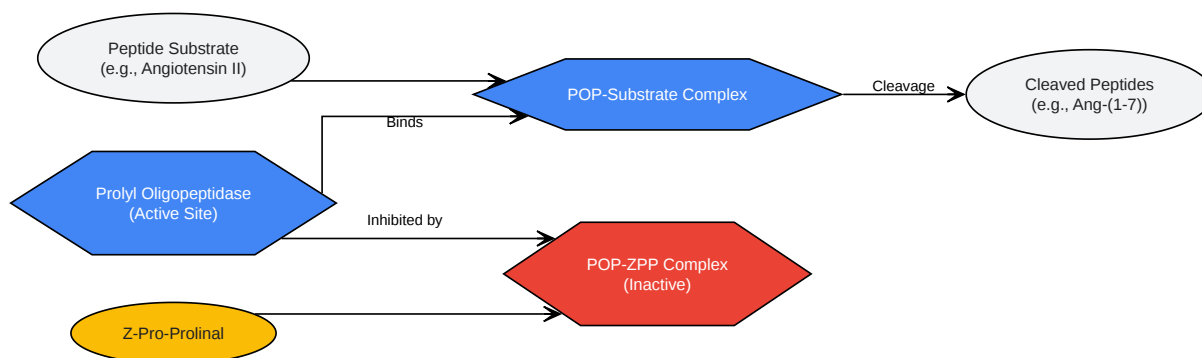 Peptide Substrate
(e.g., Angiotensin II)
POP-Substrate Complex
Cleavage
Cleaved Peptides
(e.g., Ang-(1-7))
Binds
Prolyl Oligopeptidase
(Active Site)
Inhibited by
POP-ZPP Complex
(Inactive)
Z-Pro-Prolinal